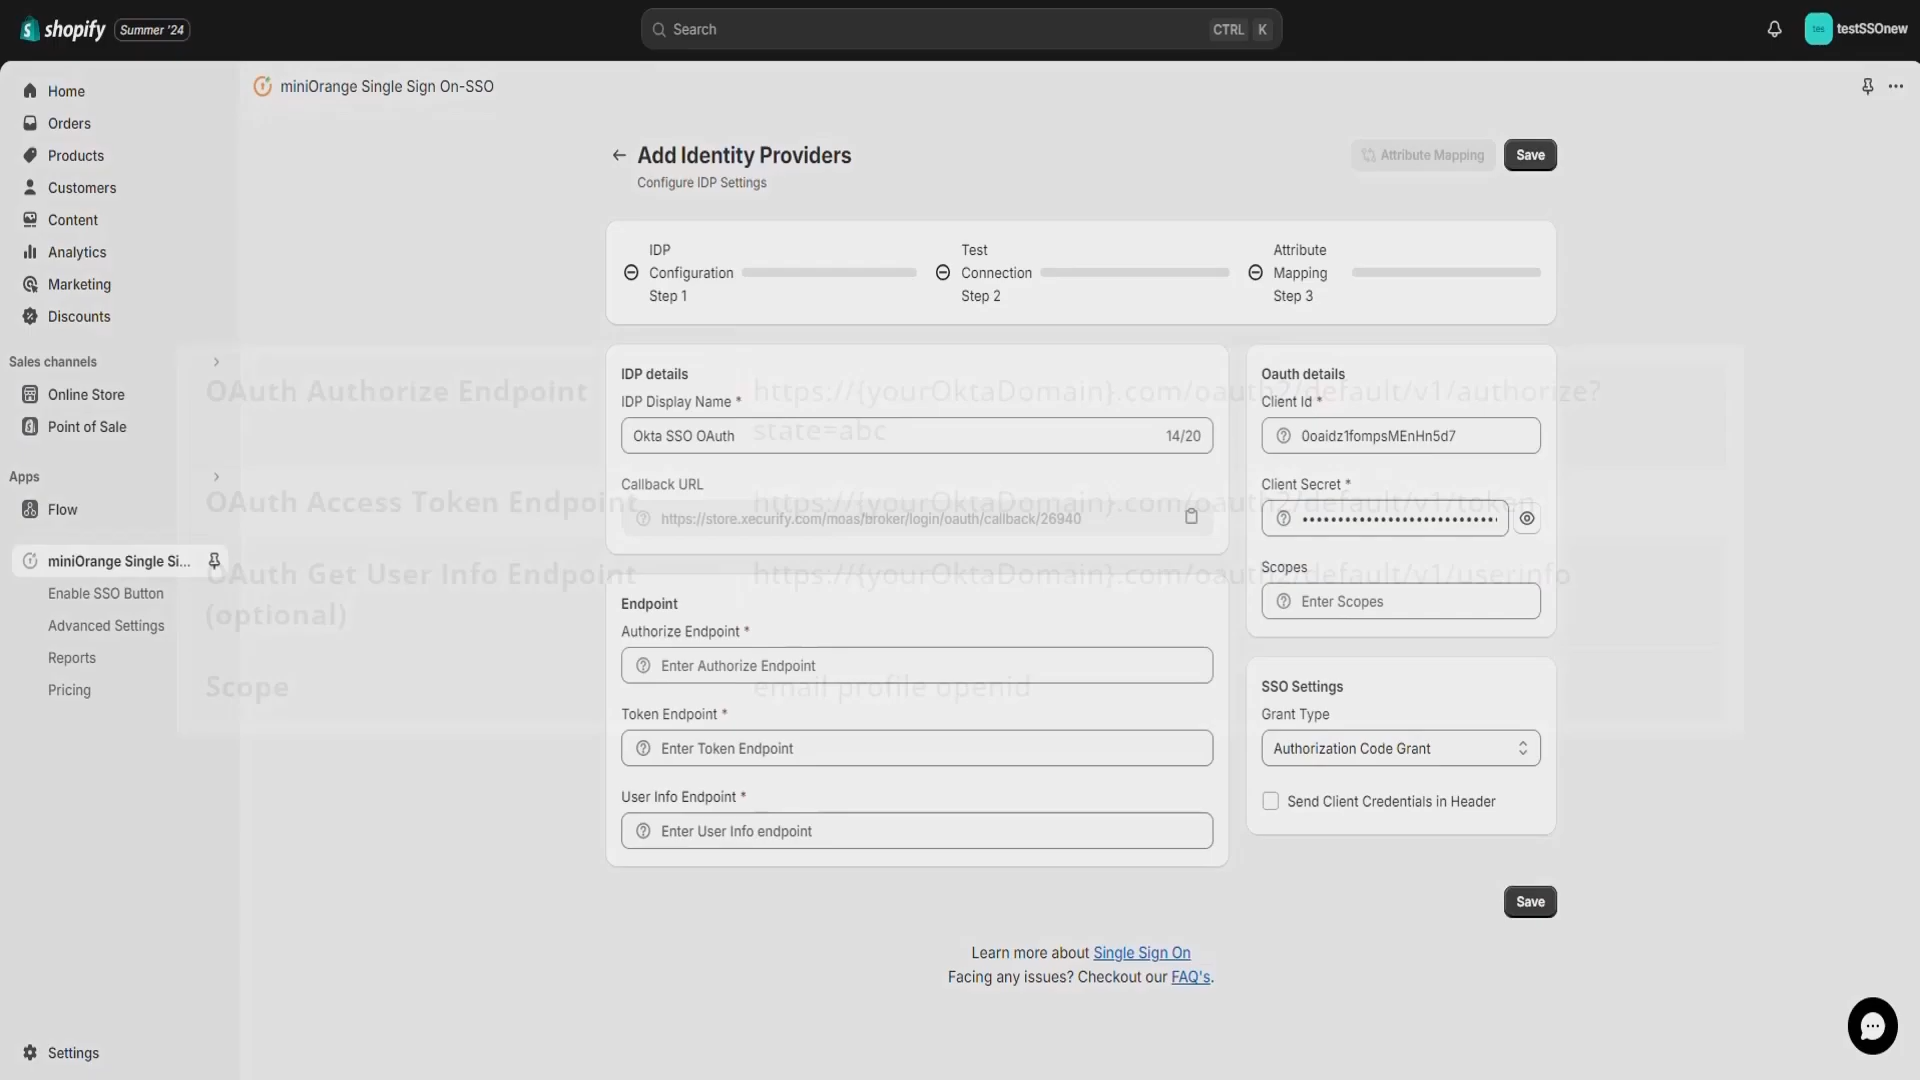 shopify
Summer '24
Search
CTRL K
tes
testSSOnew
Home
Orders
Products
Customers
Content
Analytics
Marketing
Discounts
Sales channels
Online Store
Point of Sale
Apps
Flow
miniOrange Single Si...
Enable SSO Button
Advanced Settings
Reports
Pricing
Settings
miniOrange Single Sign On-SSO
Add Identity Providers
Configure IDP Settings
Attribute Mapping
Save
IDP
Configuration
Step 1
Test
Connection
Step 2
Attribute
Mapping
Step 3
IDP details
IDP Display Name *
Okta SSO OAuth
14/20
Callback URL
https://store.xecurify.com/moas/broker/login/oauth/callback/26940
Endpoint
Authorize Endpoint *
Enter Authorize Endpoint
Token Endpoint *
Enter Token Endpoint
User Info Endpoint *
Enter User Info endpoint
Oauth details
Client Id *
0oaidz1fompsMEnHn5d7
Client Secret *
Scopes
Enter Scopes
SSO Settings
Grant Type
Authorization Code Grant
Send Client Credentials in Header
Save
Learn more about Single Sign On
Facing any issues? Checkout our FAQ's.
OAuth Authorize Endpoint
https://{yourOktaDomain}.com/oauth2/default/v1/authorize?
state=abc
OAuth Access Token Endpoint
https://{yourOktaDomain}.com/oauth2/default/v1/token
OAuth Get User Info Endpoint
(optional)
https://{yourOktaDomain}.com/oauth2/default/v1/userinfo
Scope
email profile openid